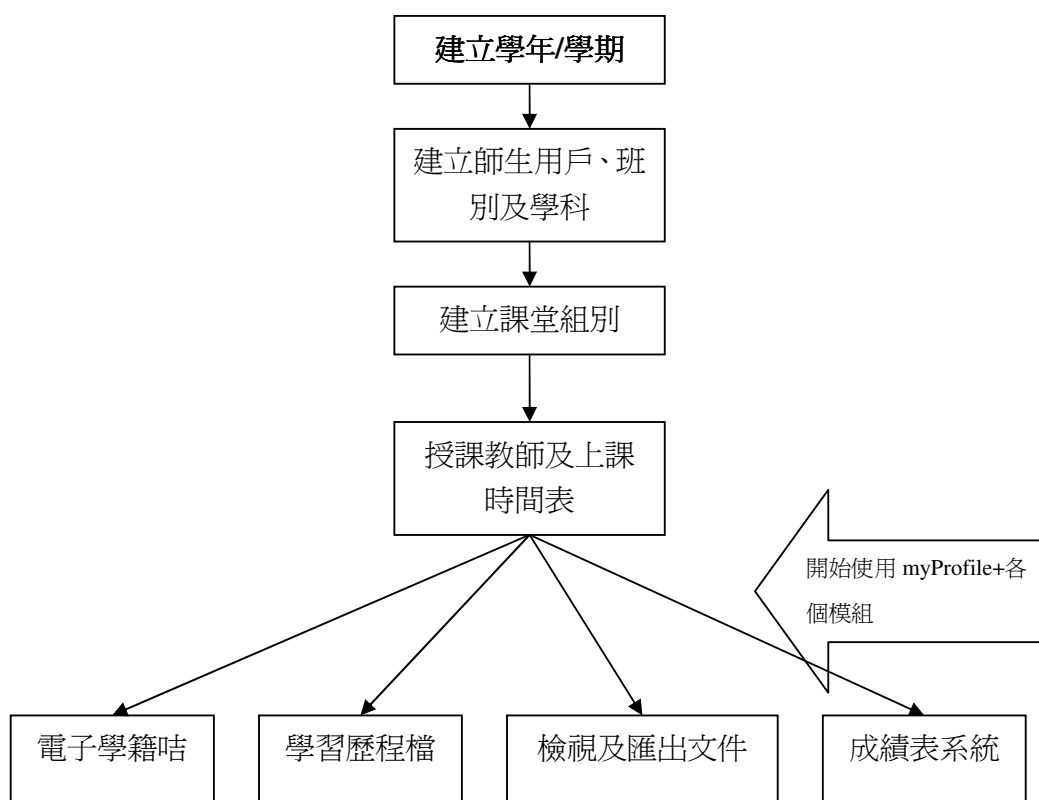 建立學年/學期
建立師生用戶、班
別及學科
建立課堂組別
授課教師及上課
時間表
開始使用 myProfile+各
個模組
電子學籍咭
學習歷程檔
檢視及匯出文件
成績表系統